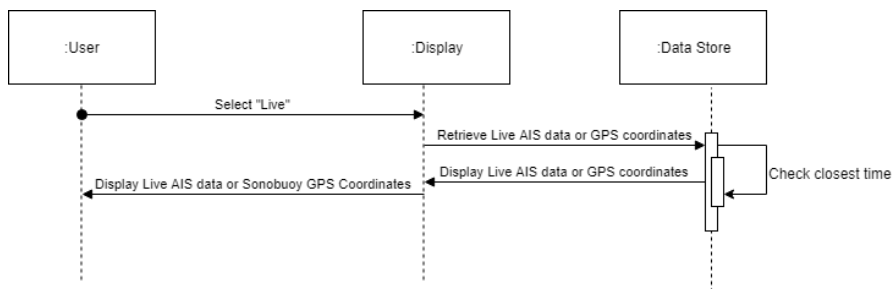 :User
:Display
:Data Store
Select "Live"
Retrieve Live AIS data or GPS coordinates
Display Live AIS data or GPS coordinates
Check closest time
Display Live AIS data or Sonobuoy GPS Coordinates